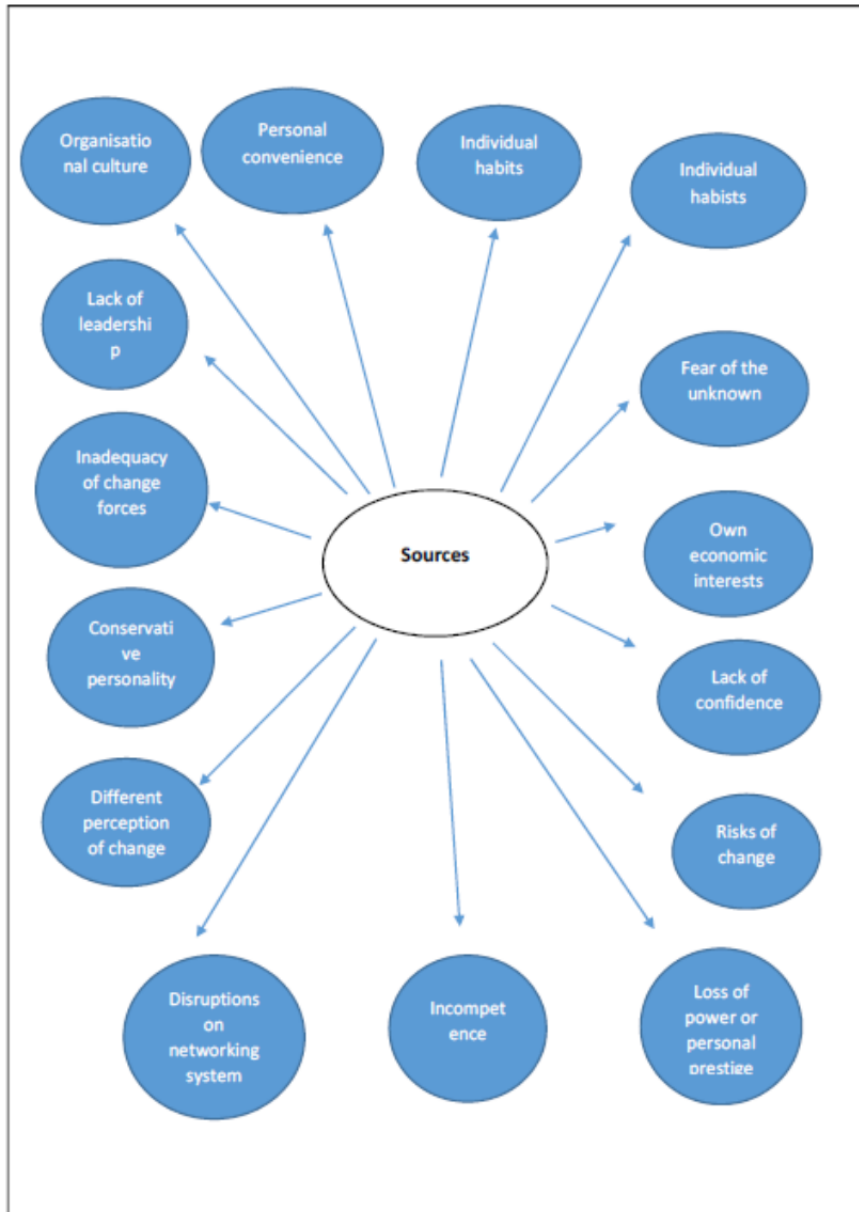 Organisatio
nal culture
Personal
convenience
Individual
habits
Individual
habists
Lack of
leadershi
p
Fear of the
unknown
Inadequacy
of change
forces
Own
economic
interests
Sources
Conservati
ve
personality
Lack of
confidence
Different
perception
of change
Risks of
change
Disruptions
on
networking
system
Incompet
ence
Loss of
power or
personal
prestige